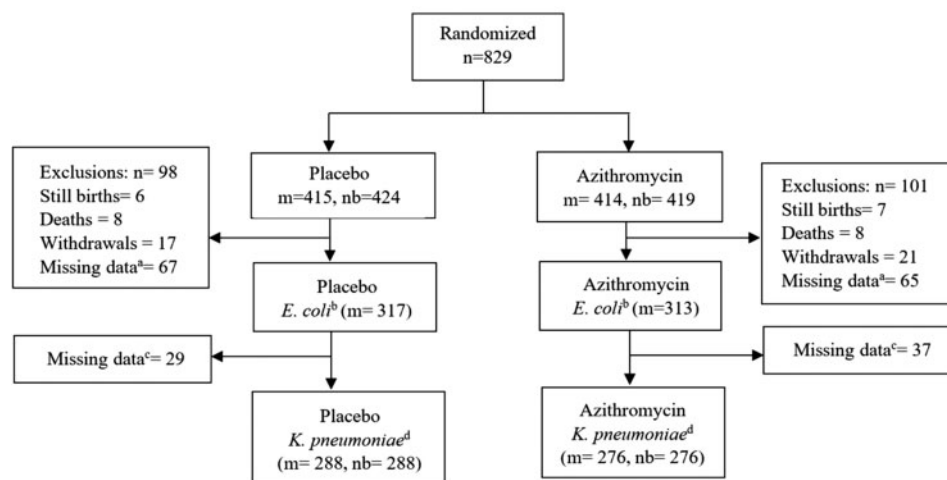 Randomized
n=829
Exclusions: n= 98
Still births= 6
Deaths = 8
Withdrawals = 17
Missing dataᵃ= 67
Placebo
m=415, nb=424
Azithromycin
m= 414, nb= 419
Exclusions: n= 101
Still births= 7
Deaths = 8
Withdrawals = 21
Missing dataᵃ= 65
Placebo
E. coliᵇ (m= 317)
Azithromycin
E. coliᵇ (m=313)
Missing dataᶜ= 29
Missing dataᶜ= 37
Placebo
K. pneumoniaeᵈ
(m= 288, nb= 288)
Azithromycin
K. pneumoniaeᵈ
(m= 276, nb= 276)